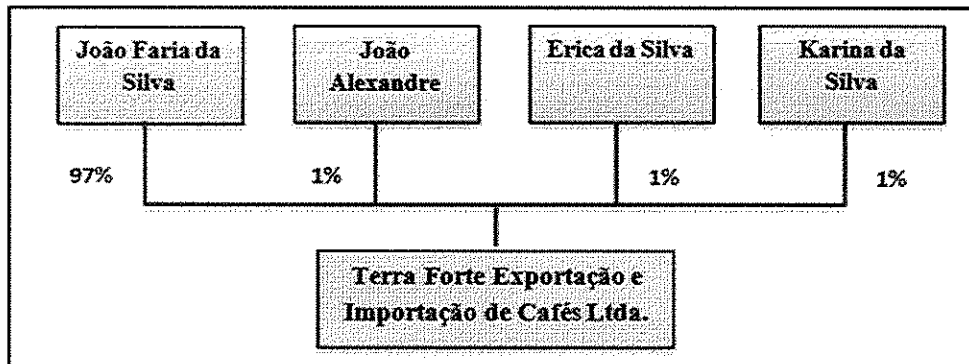 João Faria da
Silva
João
Alexandre
Erica da Silva
Karina da
Silva
97%
1%
1%
1%
Terra Forte Exportação e
Importação de Cafés Ltda.